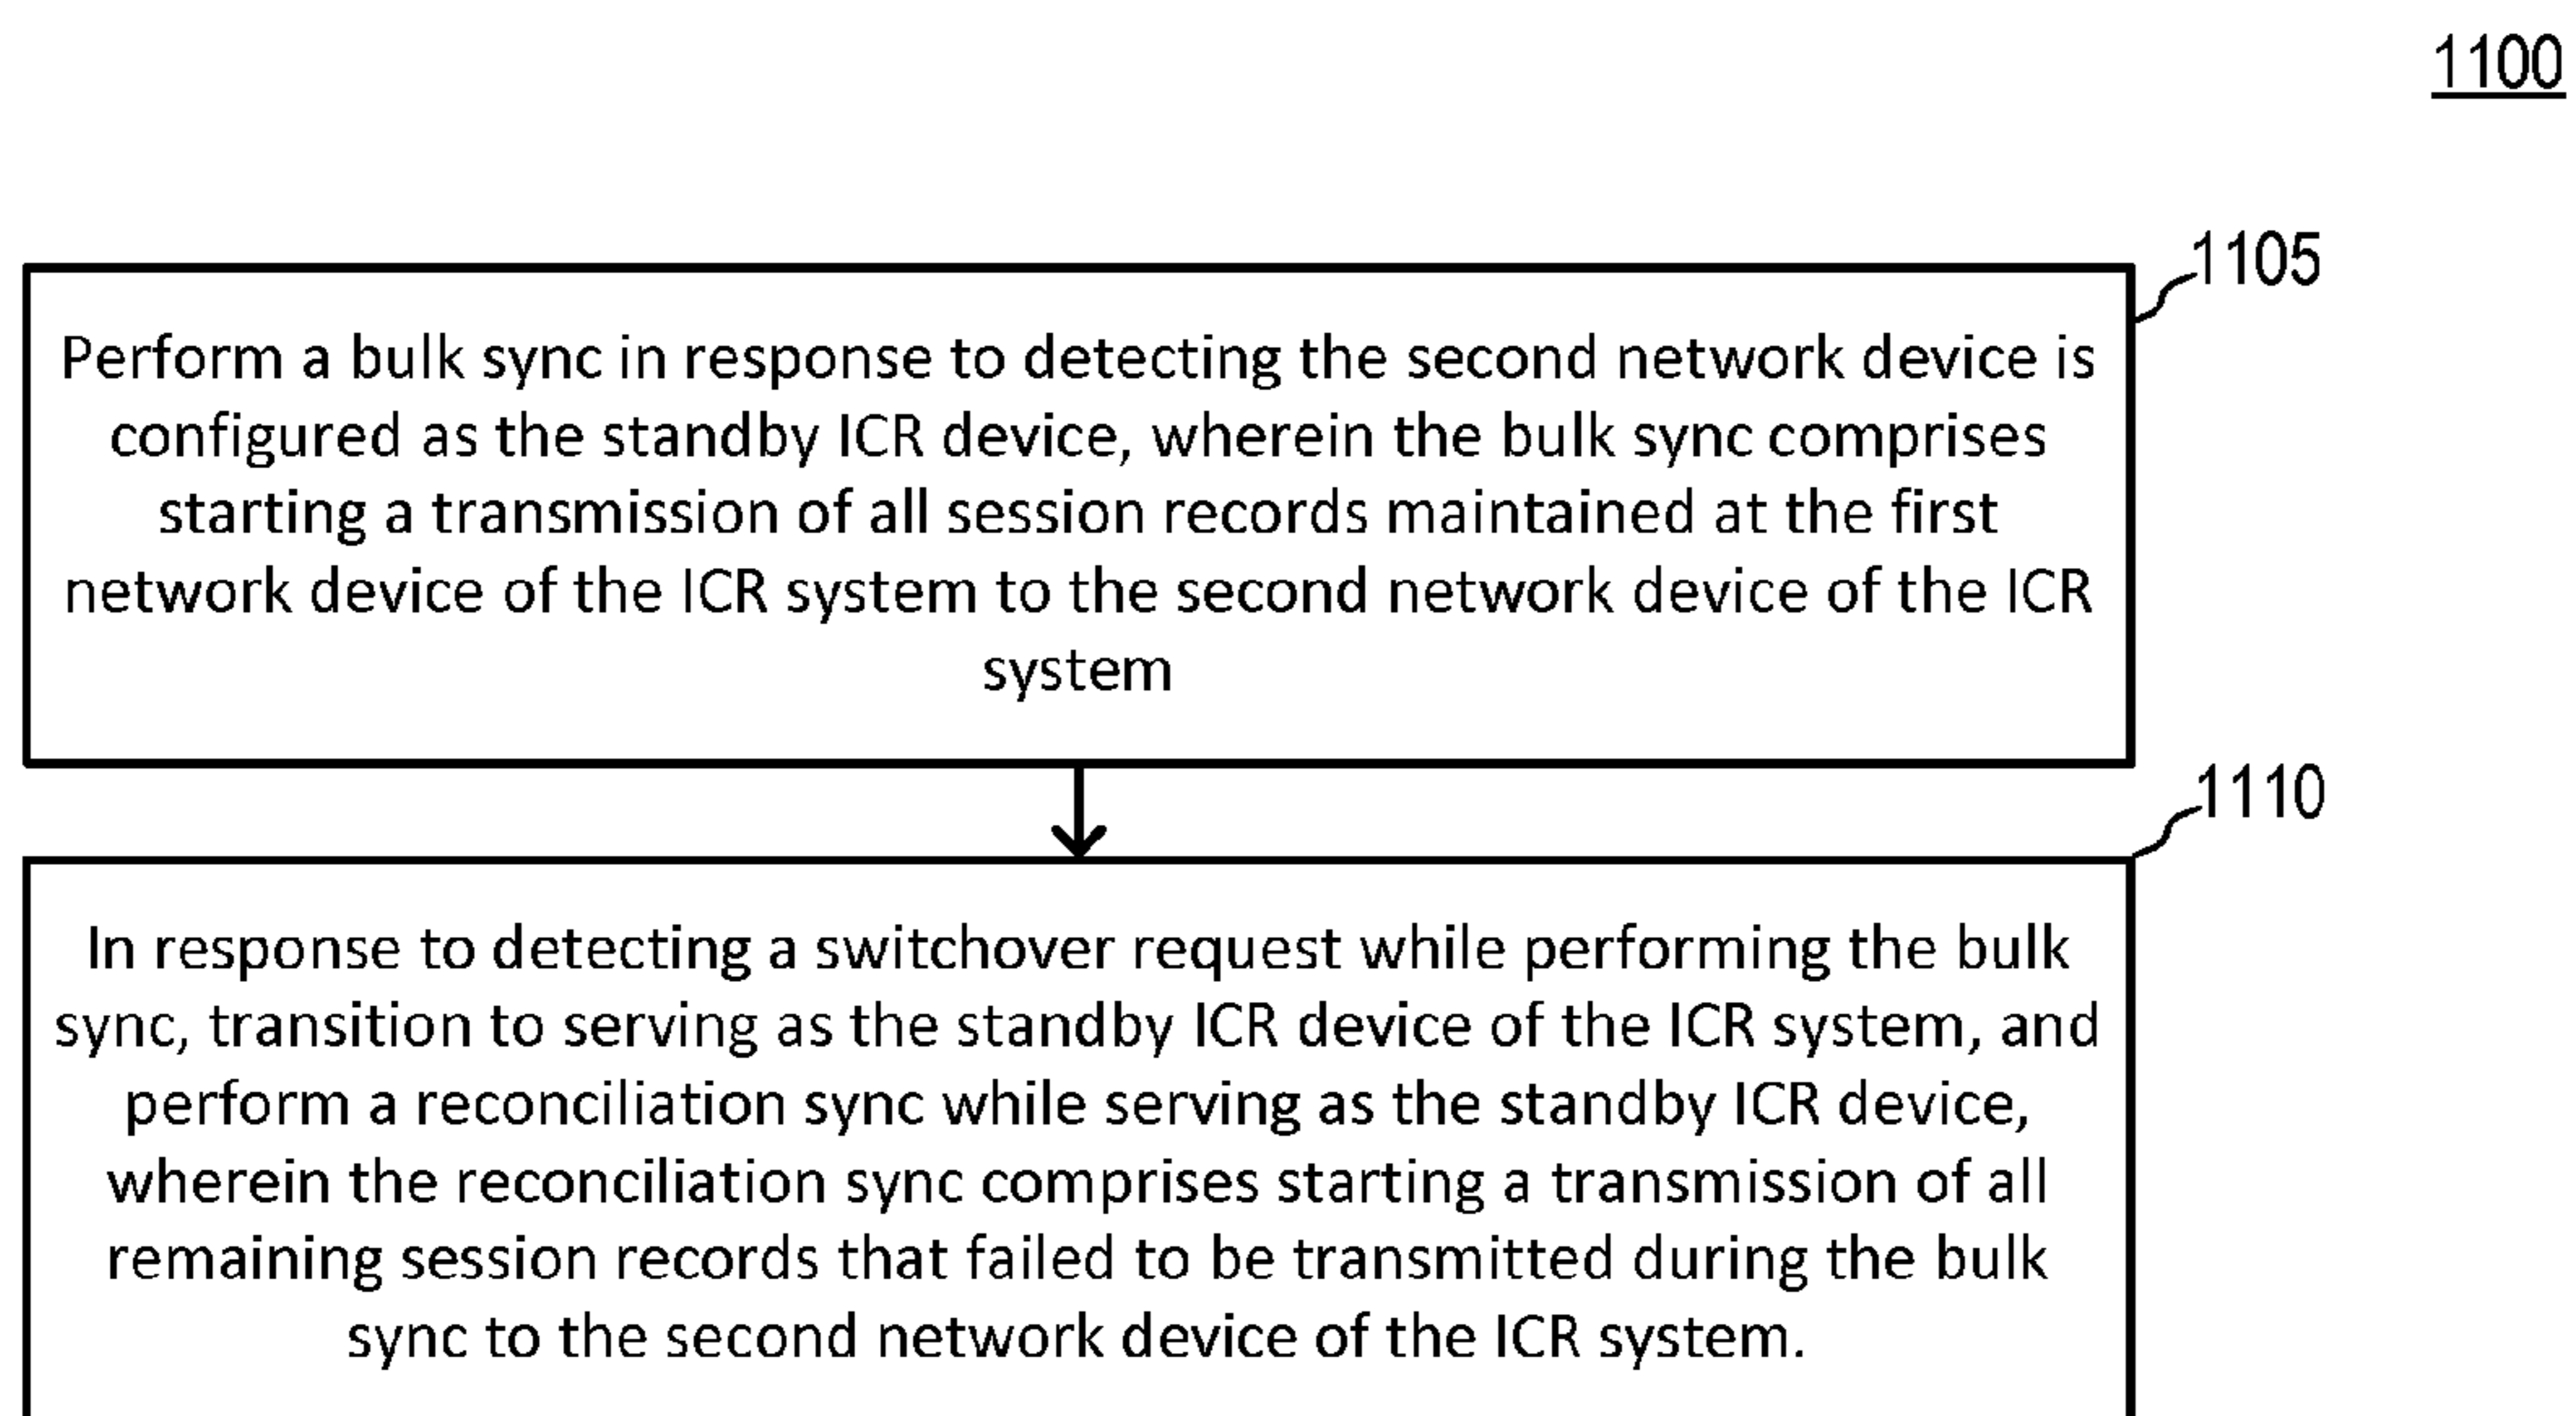 1100
1105
Perform a bulk sync in response to detecting the second network device is
configured as the standby ICR device, wherein the bulk sync comprises
starting a transmission of all session records maintained at the first
network device of the ICR system to the second network device of the ICR
system
1110
In response to detecting a switchover request while performing the bulk
sync, transition to serving as the standby ICR device of the ICR system, and
perform a reconciliation sync while serving as the standby ICR device,
wherein the reconciliation sync comprises starting a transmission of all
remaining session records that failed to be transmitted during the bulk
sync to the second network device of the ICR system.